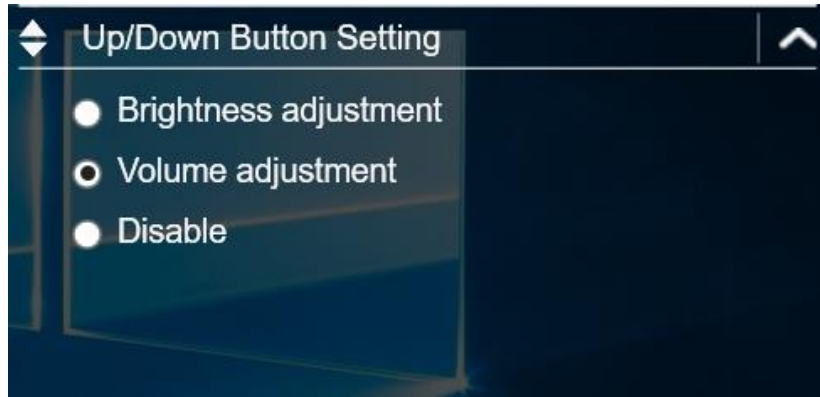 Up/Down Button Setting
Brightness adjustment
Volume adjustment
Disable